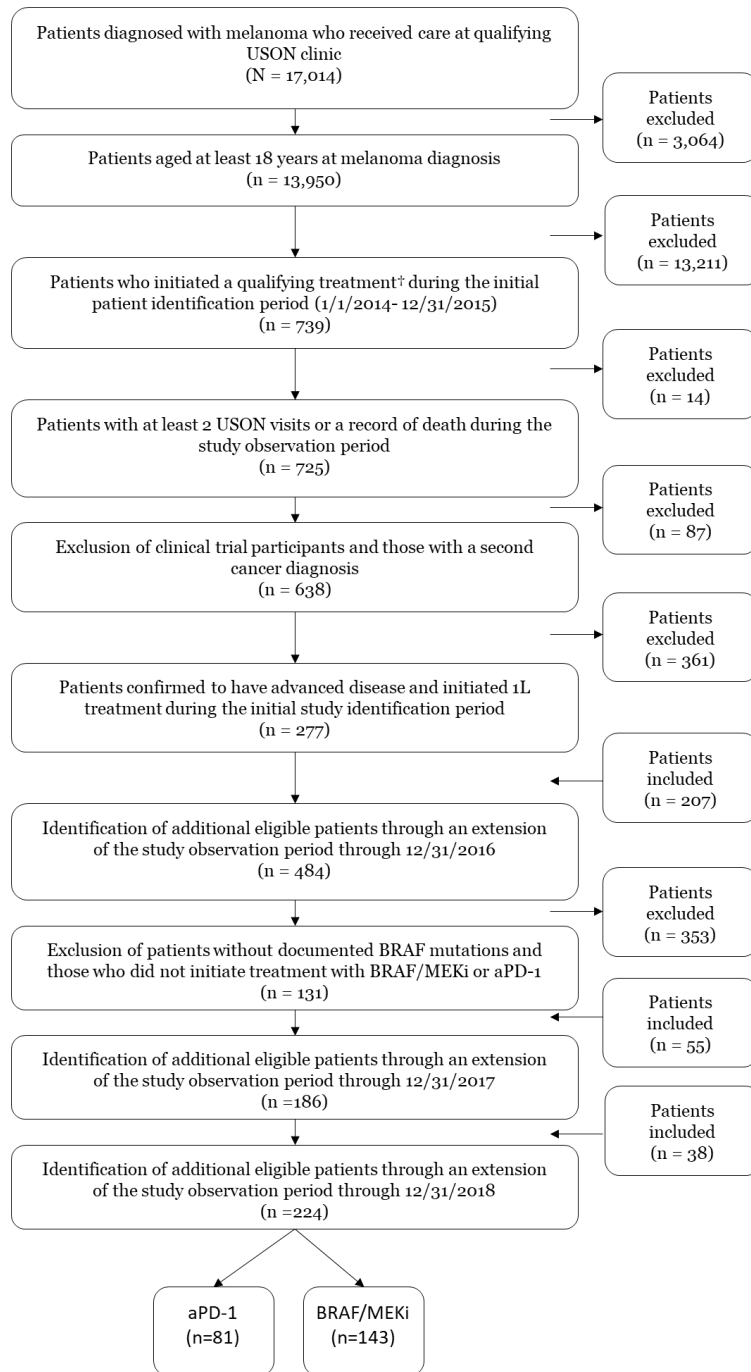 Patients diagnosed with melanoma who received care at qualifying
USON clinic
(N = 17,014)
Patients
excluded
(n = 3,064)
Patients aged at least 18 years at melanoma diagnosis
(n = 13,950)
Patients
excluded
(n = 13,211)
Patients who initiated a qualifying treatment† during the initial
patient identification period (1/1/2014- 12/31/2015)
(n = 739)
Patients
excluded
(n = 14)
Patients with at least 2 USON visits or a record of death during the
study observation period
(n = 725)
Patients
excluded
(n = 87)
Exclusion of clinical trial participants and those with a second
cancer diagnosis
(n = 638)
Patients
excluded
(n = 361)
Patients confirmed to have advanced disease and initiated 1L
treatment during the initial study identification period
(n = 277)
Patients
included
(n = 207)
Identification of additional eligible patients through an extension
of the study observation period through 12/31/2016
(n = 484)
Patients
excluded
(n = 353)
Exclusion of patients without documented BRAF mutations and
those who did not initiate treatment with BRAF/MEKi or aPD-1
(n = 131)
Patients
included
(n = 55)
Identification of additional eligible patients through an extension
of the study observation period through 12/31/2017
(n =186)
Patients
included
(n = 38)
Identification of additional eligible patients through an extension
of the study observation period through 12/31/2018
(n =224)
aPD-1
(n=81)
BRAF/MEKi
(n=143)